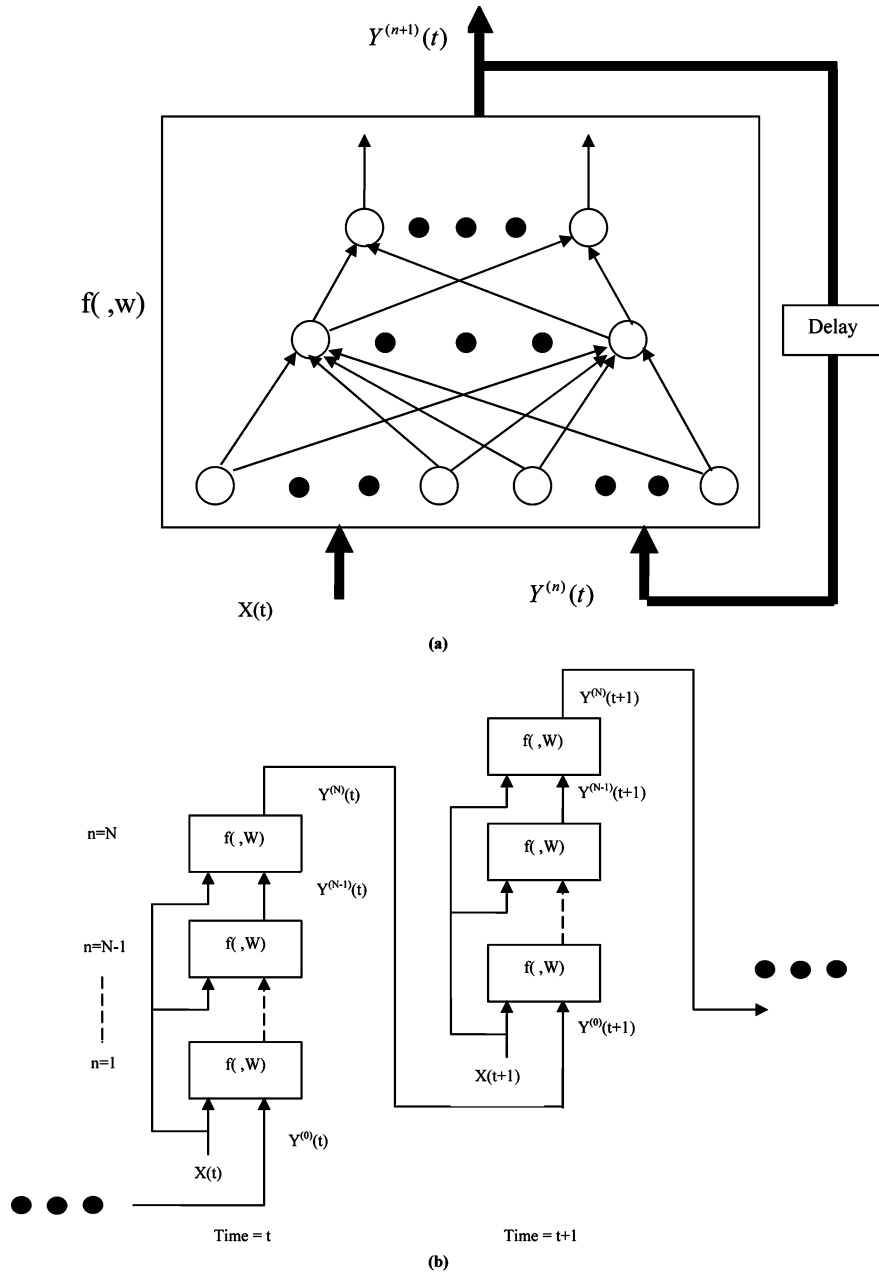 Y⁽ⁿ⁺¹⁾(t)
f( ,w)
Delay
X(t)
Y⁽ⁿ⁾(t)
(a)
Y⁽ᴺ⁾(t+1)
f( ,W)
Y⁽ᴺ⁻¹⁾(t+1)
Y⁽ᴺ⁾(t)
n=N
f( ,W)
f( ,W)
Y⁽ᴺ⁻¹⁾(t)
n=N-1
f( ,W)
f( ,W)
Y⁽⁰⁾(t+1)
n=1
f( ,W)
X(t+1)
Y⁽⁰⁾(t)
X(t)
Time = t
Time = t+1
(b)